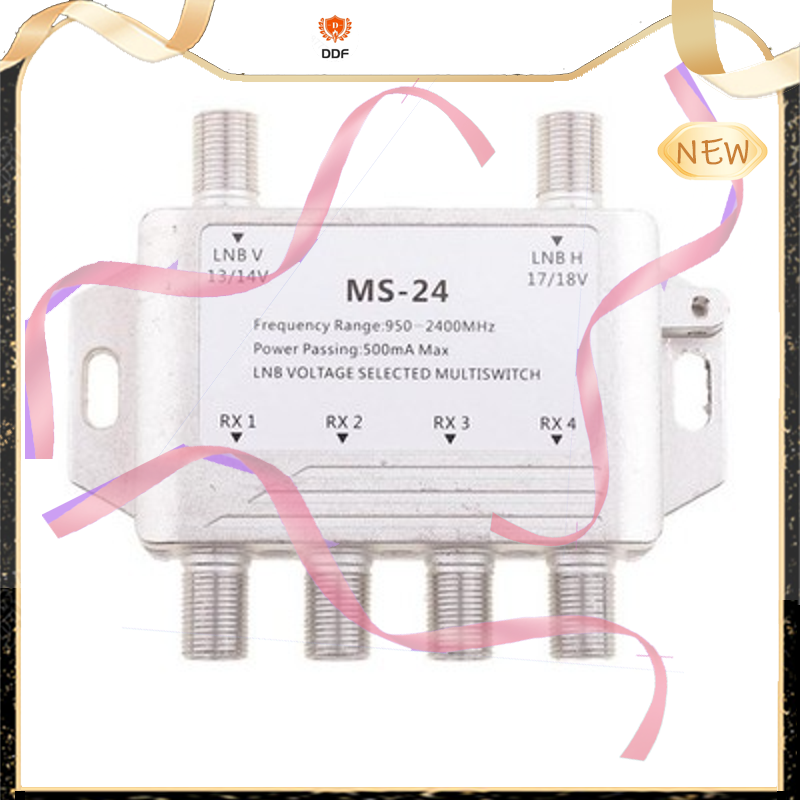 DDF
NEW
LNB V
13/14V
LNB H
17/18V
MS-24
Frequency Range:950-2400MHz
Power Passing:500mA Max
LNB VOLTAGE SELECTED MULTISWITCH
RX 1 RX 2 RX 3 RX 4